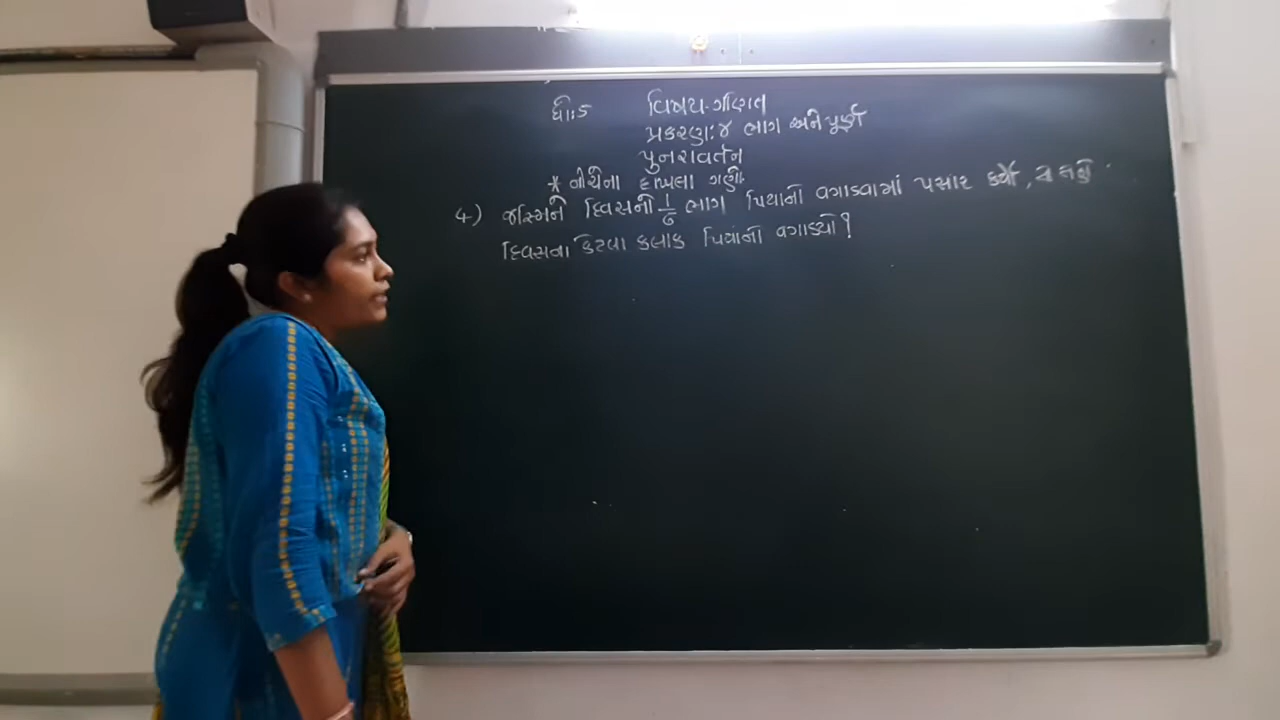 ધો:૬ વિષય-ગણિત
પ્રકરણ:૪ ભાગ અને પૂર્ણ
પુનરાવર્તન
* નીચેના દાખલા ગણો.
4) જસ્મિને દિવસનો 1/6 ભાગ પિયાનો વગાડવામાં પસાર કર્યો,
દિવસના કેટલા કલાક પિયાનો વગાડ્યો?